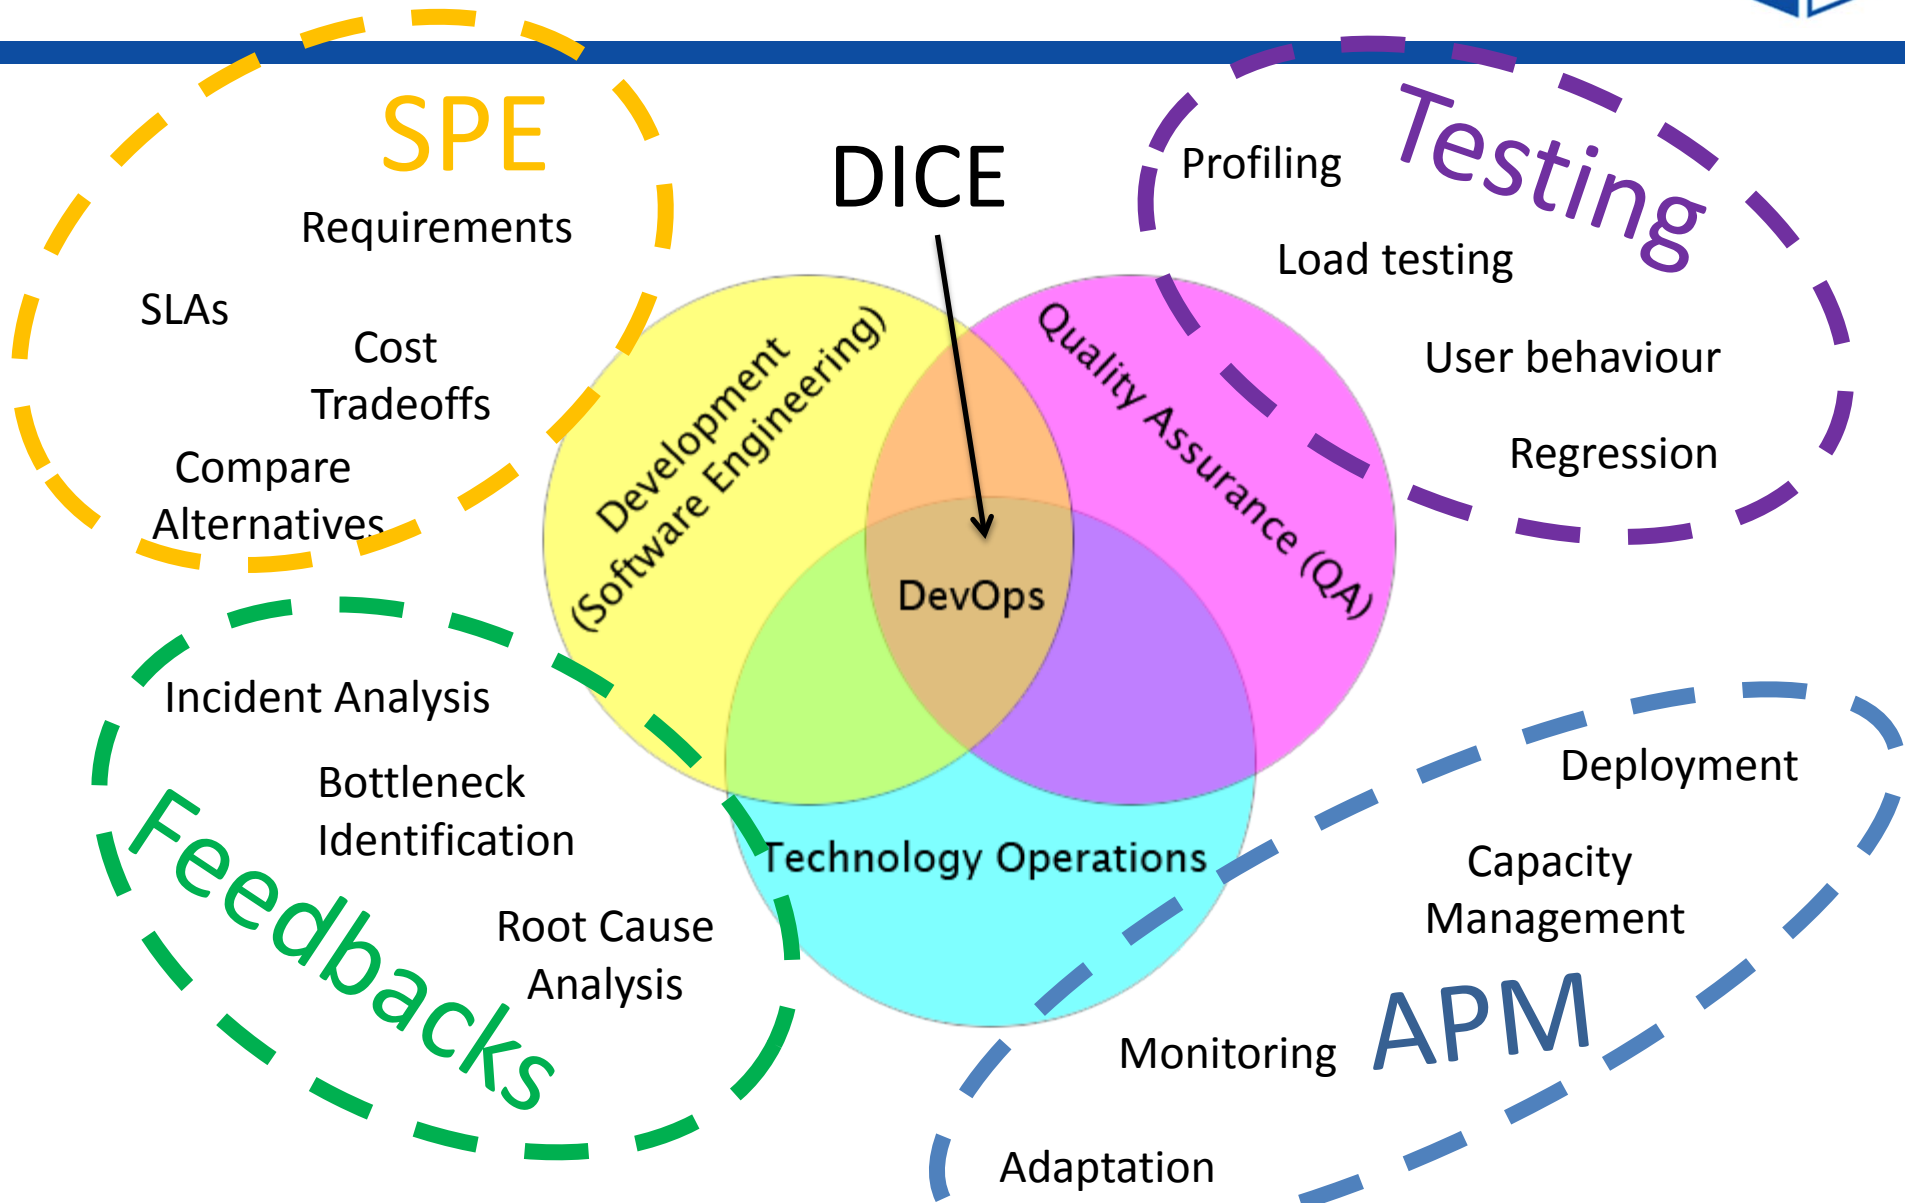 SPE
Requirements
SLAs
Cost
Tradeoffs
Compare
Alternatives
DICE
Testing
Profiling
Load testing
User behaviour
Regression
Development
(Software Engineering)
Quality Assurance (QA)
DevOps
Technology Operations
Incident Analysis
Bottleneck
Identification
Root Cause
Analysis
Feedbacks
Deployment
Capacity
Management
APM
Monitoring
Adaptation